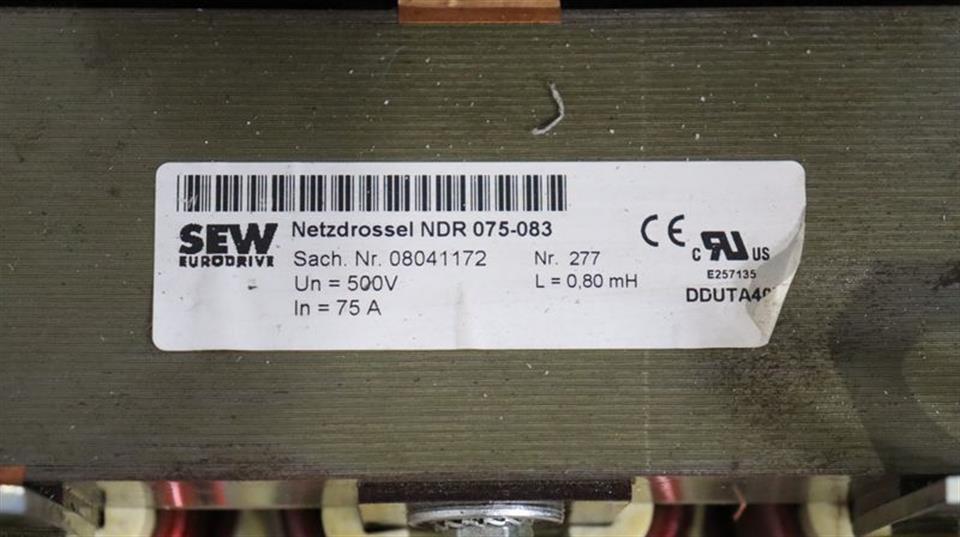 SEW
EURODRIVE
Netzdrossel NDR 075-083
Sach. Nr. 08041172 Nr. 277
Un = 500V L = 0,80 mH
In = 75 A
CE
c RU US
E257135